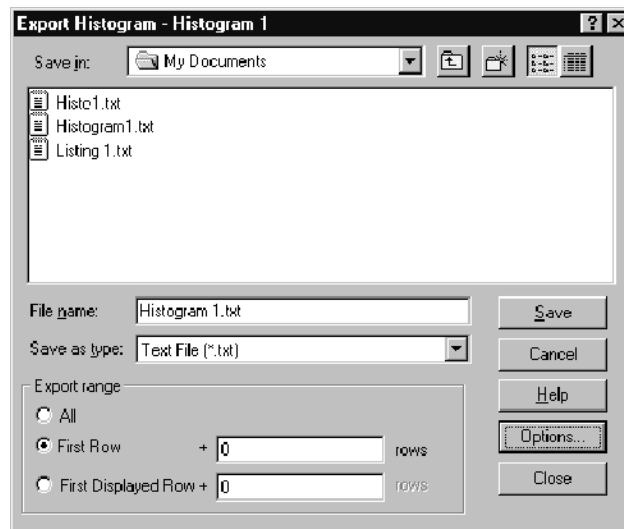 Export Histogram - Histogram 1
Save in: My Documents
Histo1.txt
Histogram1.txt
Listing 1.txt
File name: Histogram 1.txt Save
Save as type: Text File (*.txt) Cancel
Export range Help
All
First Row + 0 rows Options...
First Displayed Row + 0 rows Close